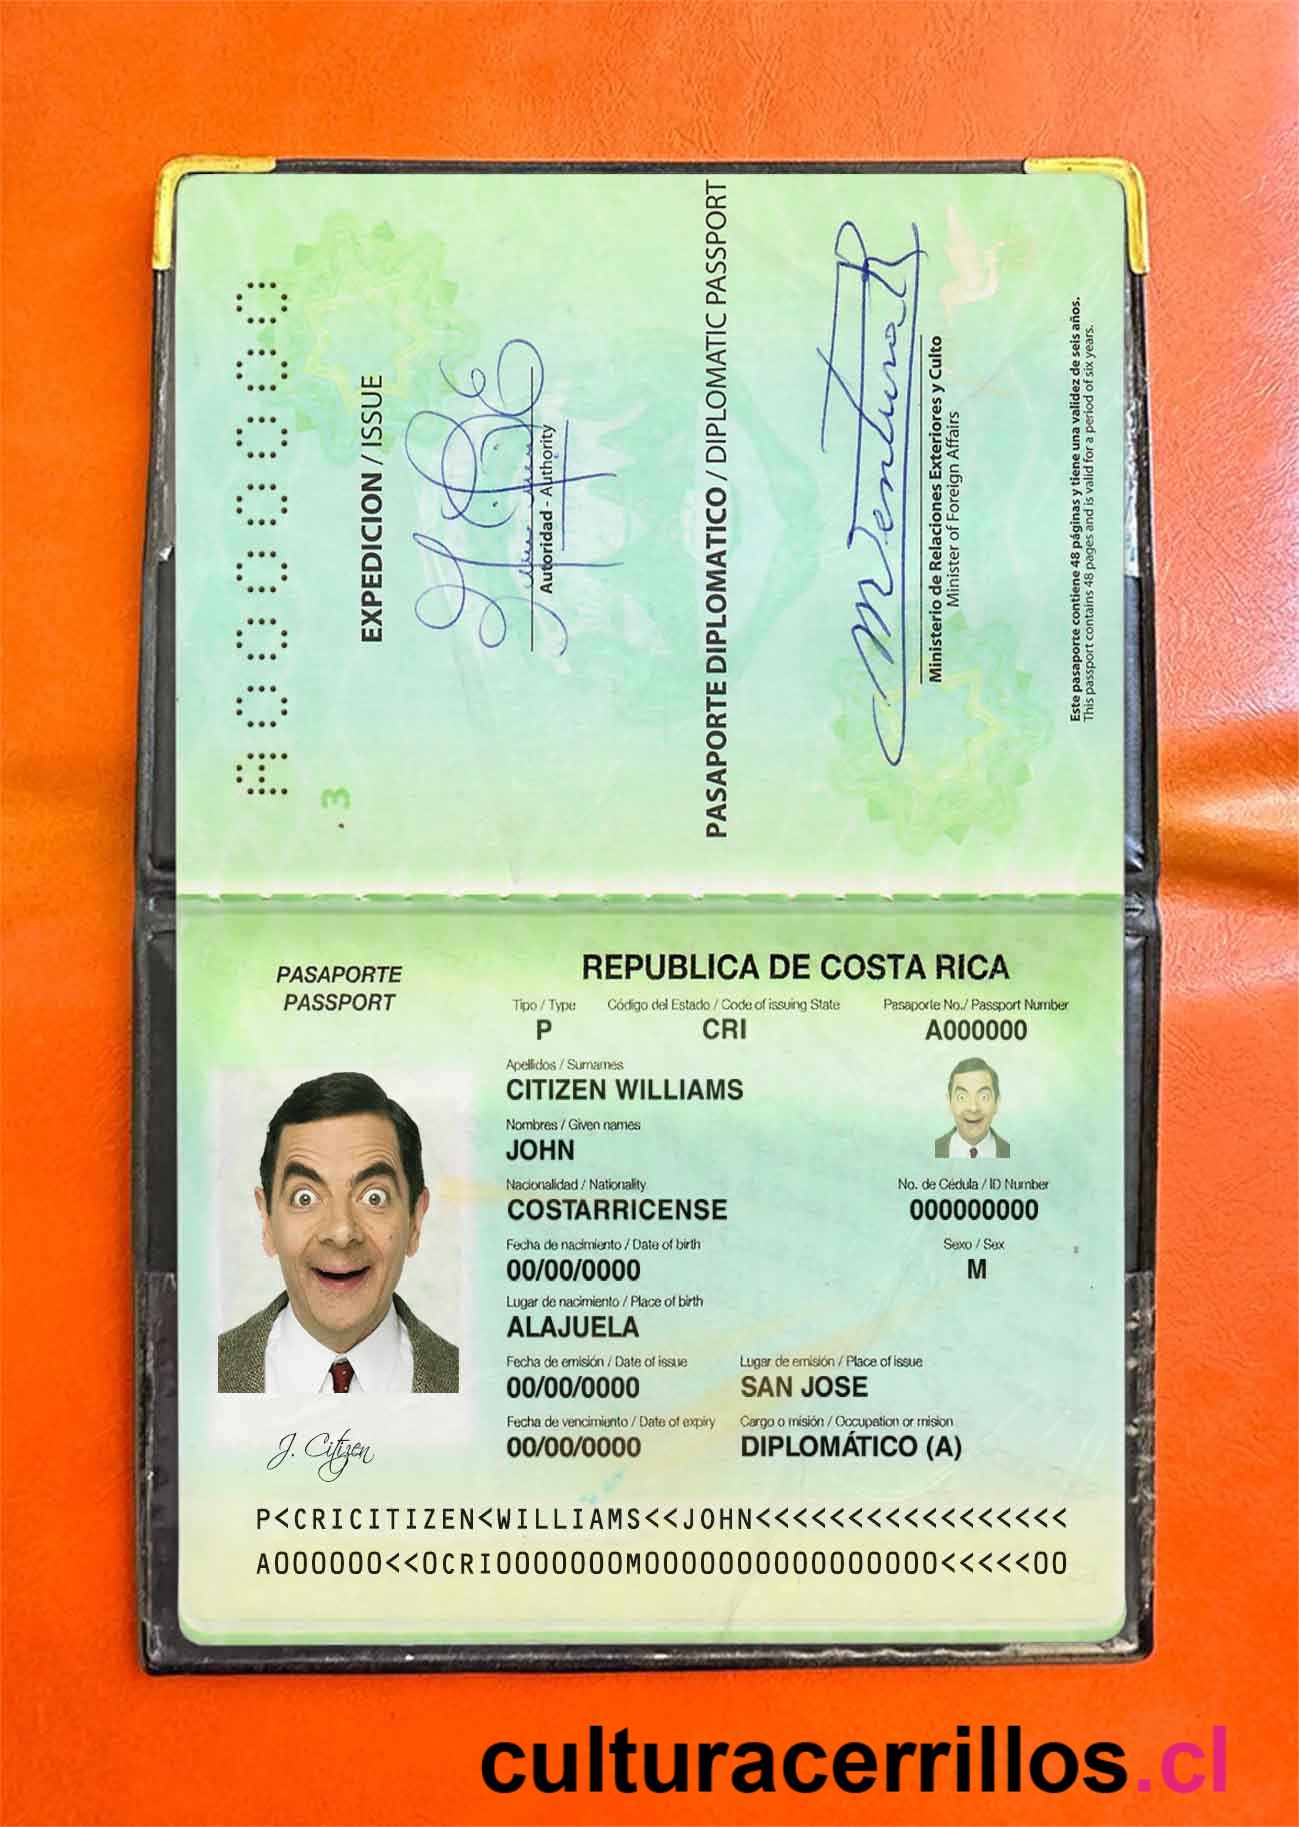 A000000
3
EXPEDICION / ISSUE
Autoridad - Authority
PASAPORTE DIPLOMATICO / DIPLOMATIC PASSPORT
Ministerio de Relaciones Exteriores y Culto
Minister of Foreign Affairs
Este pasaporte contiene 48 páginas y tiene una validez de seis años.
This passport contains 48 pages and is valid for a period of six years.
PASAPORTE
PASSPORT
REPUBLICA DE COSTA RICA
Tipo / Type Código del Estado / Code of issuing State Pasaporte No./ Passport Number
P CRI A000000
Apellidos / Surnames
CITIZEN WILLIAMS
Nombres / Given names
JOHN
Nacionalidad / Nationality No. de Cédula / ID Number
COSTARRICENSE 000000000
Fecha de nacimiento / Date of birth Sexo / Sex
00/00/0000 M
Lugar de nacimiento / Place of birth
ALAJUELA
Fecha de emisión / Date of issue Lugar de emisión / Place of issue
00/00/0000 SAN JOSE
Fecha de vencimiento / Date of expiry Cargo o misión / Occupation or mision
00/00/0000 DIPLOMÁTICO (A)
J. Citizen
P<CRICITIZEN<WILLIAMS<<JOHN<<<<<<<<<<<<<<<<<
A000000<<0CRI0000000M0000000000000000<<<<<00
culturacerrillos.cl